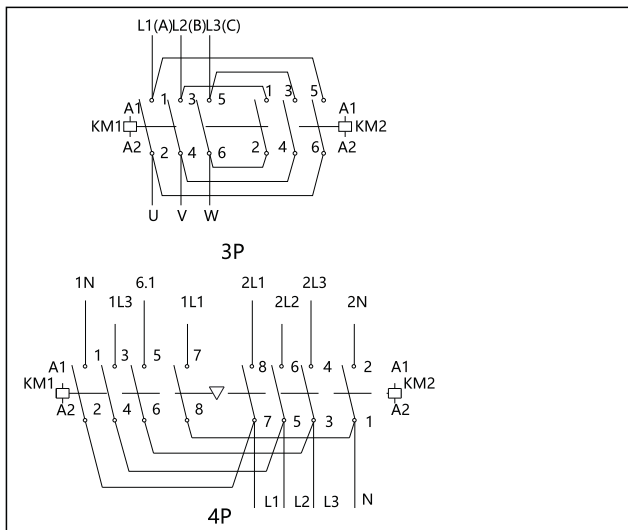 L1(A)L2(B)L3(C)
1 3 5 1 3 5
A1 A1
KM1 KM2
A2 A2
2 4 6 2 4 6
U V W
3P
1N 6.1 2L1 2L3
1L3 1L1 2L2 2N
A1 1 3 5 7 8 6 4 2 A1
KM1 KM2
A2 2 4 6 8 7 5 3 1 A2
L1 L2 L3 N
4P